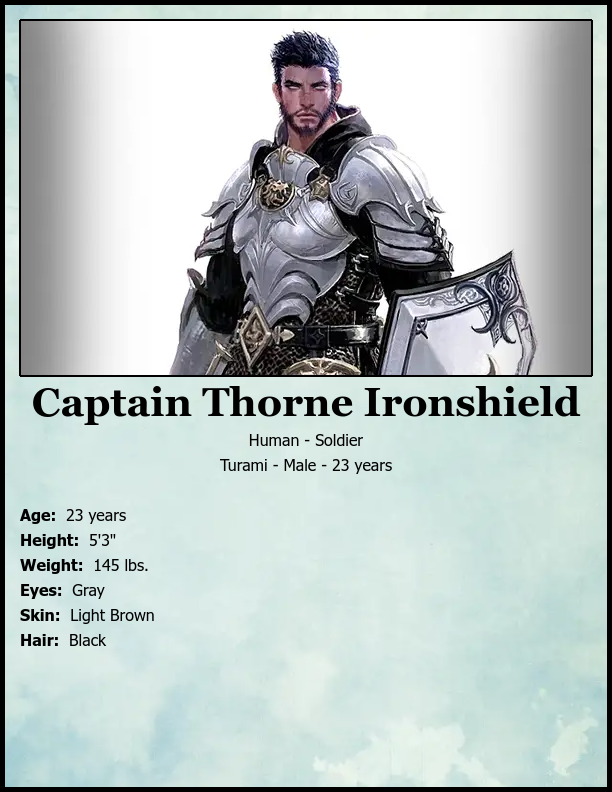 Captain Thorne Ironshield
Human - Soldier
Turami - Male - 23 years
Age: 23 years
Height: 5'3"
Weight: 145 lbs.
Eyes: Gray
Skin: Light Brown
Hair: Black